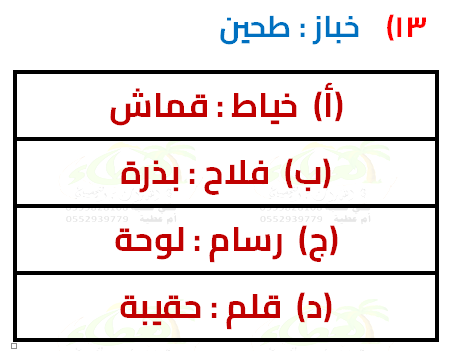 ١٣) خباز : طحين
(أ) خياط : قماش
(ب) فلاح : بذرة
0552939779 أم عطية 0552939779 أم عطية
(ج) رسام : لوحة
(د) قلم : حقيبة